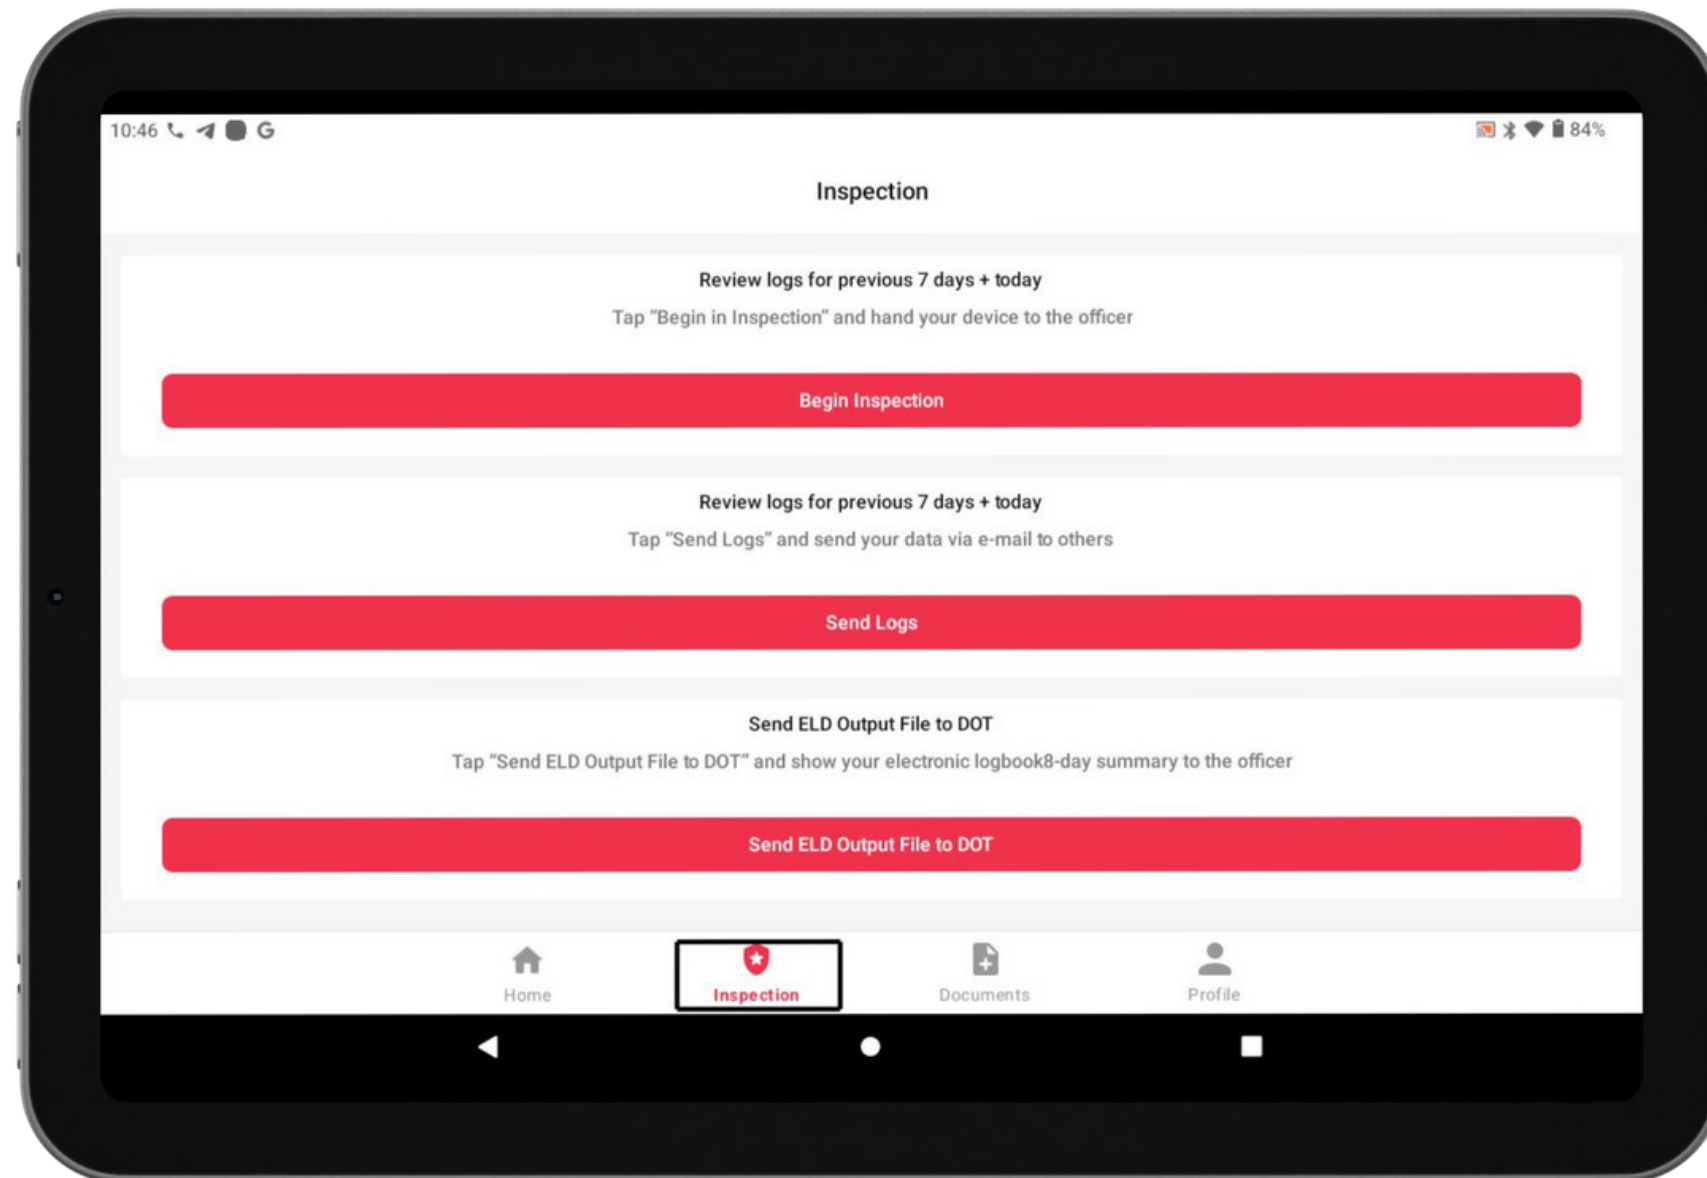 10:46 G 84%
Inspection
Review logs for previous 7 days + today
Tap “Begin in Inspection” and hand your device to the officer
Begin Inspection
Review logs for previous 7 days + today
Tap “Send Logs” and send your data via e-mail to others
Send Logs
Send ELD Output File to DOT
Tap “Send ELD Output File to DOT” and show your electronic logbook8-day summary to the officer
Send ELD Output File to DOT
Home Inspection Documents Profile